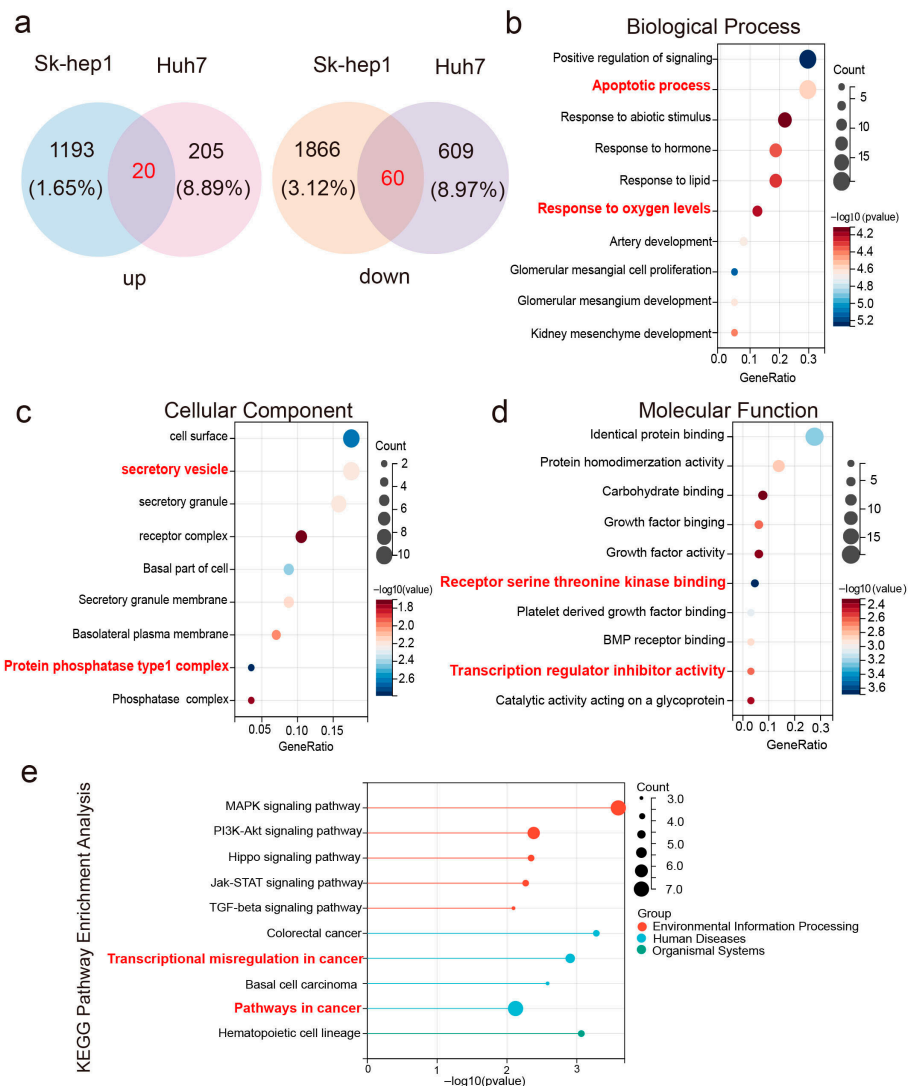 a
Sk-hep1 Huh7 Sk-hep1 Huh7
1193 20 205 1866 60 609
(1.65%) (8.89%) (3.12%) (8.97%)
up down
b
Biological Process
Positive regulation of signaling
Apoptotic process
Response to abiotic stimulus
Response to hormone
Response to lipid
Response to oxygen levels
Artery development
Glomerular mesangial cell proliferation
Glomerular mesangium development
Kidney mesenchyme development
0.0 0.1 0.2 0.3
GeneRatio
Count
5
10
15
−log10 (pvalue)
4.2
4.4
4.6
4.8
5.0
5.2
c
Cellular Component
cell surface
secretory vesicle
secretory granule
receptor complex
Basal part of cell
Secretory granule membrane
Basolateral plasma membrane
Protein phosphatase type1 complex
Phosphatase complex
0.05 0.10 0.15
GeneRatio
Count
2
4
6
8
10
−log10(value)
1.8
2.0
2.2
2.4
2.6
d
Molecular Function
Identical protein binding
Protein homodimerzation activity
Carbohydrate binding
Growth factor binging
Growth factor activity
Receptor serine threonine kinase binding
Platelet derived growth factor binding
BMP receptor binding
Transcription regulator inhibitor activity
Catalytic activity acting on a glycoprotein
0.0 0.1 0.2 0.3
GeneRatio
Count
5
10
15
−log10(value)
2.4
2.6
2.8
3.0
3.2
3.4
3.6
e
KEGG Pathway Enrichment Analysis
MAPK signaling pathway
PI3K-Akt signaling pathway
Hippo signaling pathway
Jak-STAT signaling pathway
TGF-beta signaling pathway
Colorectal cancer
Transcriptional misregulation in cancer
Basal cell carcinoma
Pathways in cancer
Hematopoietic cell lineage
0 1 2 3
−log10(pvalue)
Count
3.0
4.0
5.0
6.0
7.0
Group
Environmental Information Processing
Human Diseases
Organismal Systems